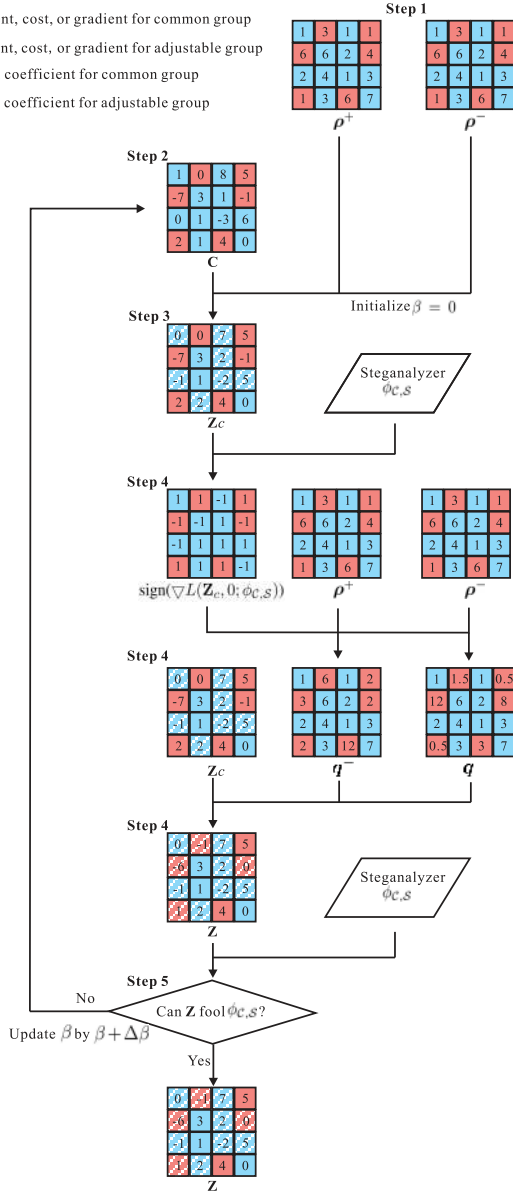 nt, cost, or gradient for common group
nt, cost, or gradient for adjustable group
coefficient for common group
coefficient for adjustable group
Step 1
1 3 1 1
6 6 2 4
2 4 1 3
1 3 6 7
ρ⁺
1 3 1 1
6 6 2 4
2 4 1 3
1 3 6 7
ρ⁻
Step 2
1 0 8 5
-7 3 1 -1
0 1 -3 6
2 1 4 0
C
Initialize β = 0
Step 3
0 0 7 5
-7 3 2 -1
-1 1 -2 5
2 2 4 0
Zc
Steganalyzer
ϕC,S
Step 4
1 1 -1 1
-1 -1 1 -1
-1 1 1 1
1 1 1 -1
sign(▽L(Zc, 0; ϕC,S))
1 3 1 1
6 6 2 4
2 4 1 3
1 3 6 7
ρ⁺
1 3 1 1
6 6 2 4
2 4 1 3
1 3 6 7
ρ⁻
Step 4
0 0 7 5
-7 3 2 -1
-1 1 -2 5
2 2 4 0
Zc
1 6 1 2
3 6 2 2
2 4 1 3
2 3 12 7
q⁻
1 1.5 1 0.5
12 6 2 8
2 4 1 3
0.5 3 3 7
q
Step 4
0 -1 7 5
-6 3 2 0
-1 1 -2 5
1 2 4 0
Z
Steganalyzer
ϕC,S
Step 5
Can Z fool ϕC,S?
No
Update β by β + Δβ
Yes
0 -1 7 5
-6 3 2 0
-1 1 -2 5
1 2 4 0
Z